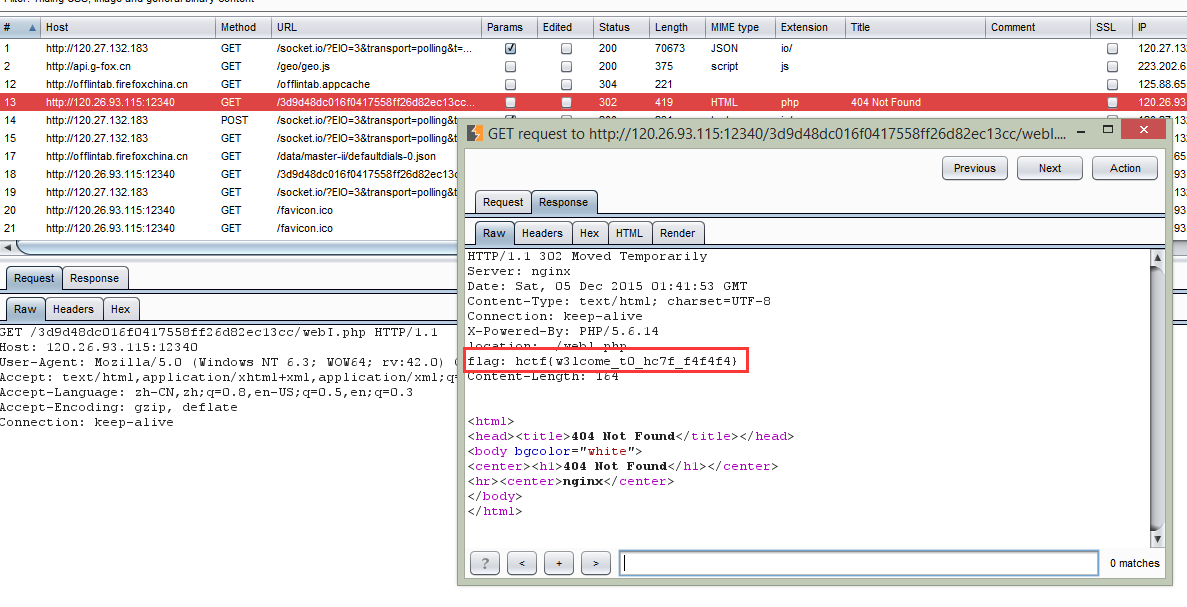 Filter: Hiding CSS, image and general binary content
# Host Method URL Params Edited Status Length MIME type Extension Title Comment SSL IP
1 http://120.27.132.183 GET /socket.io/?EIO=3&transport=polling&t=... 200 70673 JSON io/ 120.27.13
2 http://api.g-fox.cn GET /geo/geo.js 200 375 script js 223.202.6
12 http://offlintab.firefoxchina.cn GET /offlintab.appcache 304 221 125.88.65
13 http://120.26.93.115:12340 GET /3d9d48dc016f0417558ff26d82ec13cc... 302 419 HTML php 404 Not Found 120.26.93
14 http://120.27.132.183 POST /socket.io/?EIO=3&transport=polling&t
15 http://120.27.132.183 GET /socket.io/?EIO=3&transport=polling&t
17 http://offlintab.firefoxchina.cn GET /data/master-ii/defaultdials-0.json
18 http://120.26.93.115:12340 GET /3d9d48dc016f0417558ff26d82ec13cc
19 http://120.27.132.183 GET /socket.io/?EIO=3&transport=polling&t
20 http://120.26.93.115:12340 GET /favicon.ico
21 http://120.26.93.115:12340 GET /favicon.ico
Request Response
Raw Headers Hex
GET /3d9d48dc016f0417558ff26d82ec13cc/webI.php HTTP/1.1
Host: 120.26.93.115:12340
User-Agent: Mozilla/5.0 (Windows NT 6.3; WOW64; rv:42.0) (
Accept: text/html,application/xhtml+xml,application/xml;q=
Accept-Language: zh-CN,zh;q=0.8,en-US;q=0.5,en;q=0.3
Accept-Encoding: gzip, deflate
Connection: keep-alive
GET request to http://120.26.93.115:12340/3d9d48dc016f0417558ff26d82ec13cc/webI....
Previous Next Action
Request Response
Raw Headers Hex HTML Render
HTTP/1.1 302 Moved Temporarily
Server: nginx
Date: Sat, 05 Dec 2015 01:41:53 GMT
Content-Type: text/html; charset=UTF-8
Connection: keep-alive
X-Powered-By: PHP/5.6.14
location: ./web1.php
flag: hctf{w3lcome_t0_hc7f_f4f4f4}
Content-Length: 164
<html>
<head><title>404 Not Found</title></head>
<body bgcolor="white">
<center><h1>404 Not Found</h1></center>
<hr><center>nginx</center>
</body>
</html>
? < + > 0 matches